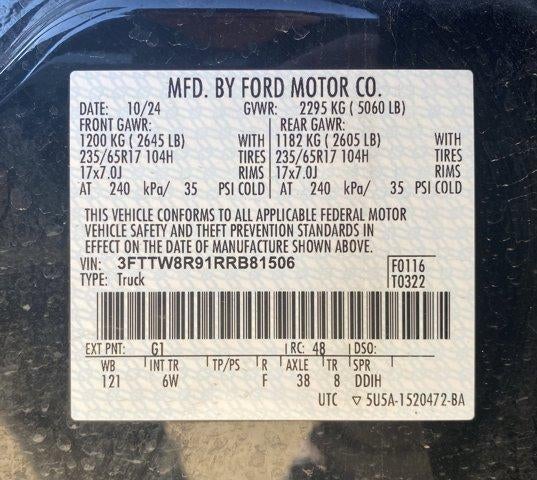 MFD. BY FORD MOTOR CO.
DATE: 10/24 GVWR: 2295 KG ( 5060 LB)
FRONT GAWR: REAR GAWR:
1200 KG ( 2645 LB) WITH 1182 KG ( 2605 LB) WITH
235/65R17 104H TIRES 235/65R17 104H TIRES
17x7.0J RIMS 17x7.0J RIMS
AT 240 kPa/ 35 PSI COLD AT 240 kPa/ 35 PSI COLD
THIS VEHICLE CONFORMS TO ALL APPLICABLE FEDERAL MOTOR
VEHICLE SAFETY AND THEFT PREVENTION STANDARDS IN
EFFECT ON THE DATE OF MANUFACTURE SHOWN ABOVE.
VIN: 3FTTW8R91RRB81506 F0116
TYPE: Truck T0322
EXT PNT: G1 RC: 48 DSO:
WB INT TR TP/PS R AXLE TR SPR
121 6W F 38 8 DDIH
UTC ▽ 5U5A-1520472-BA